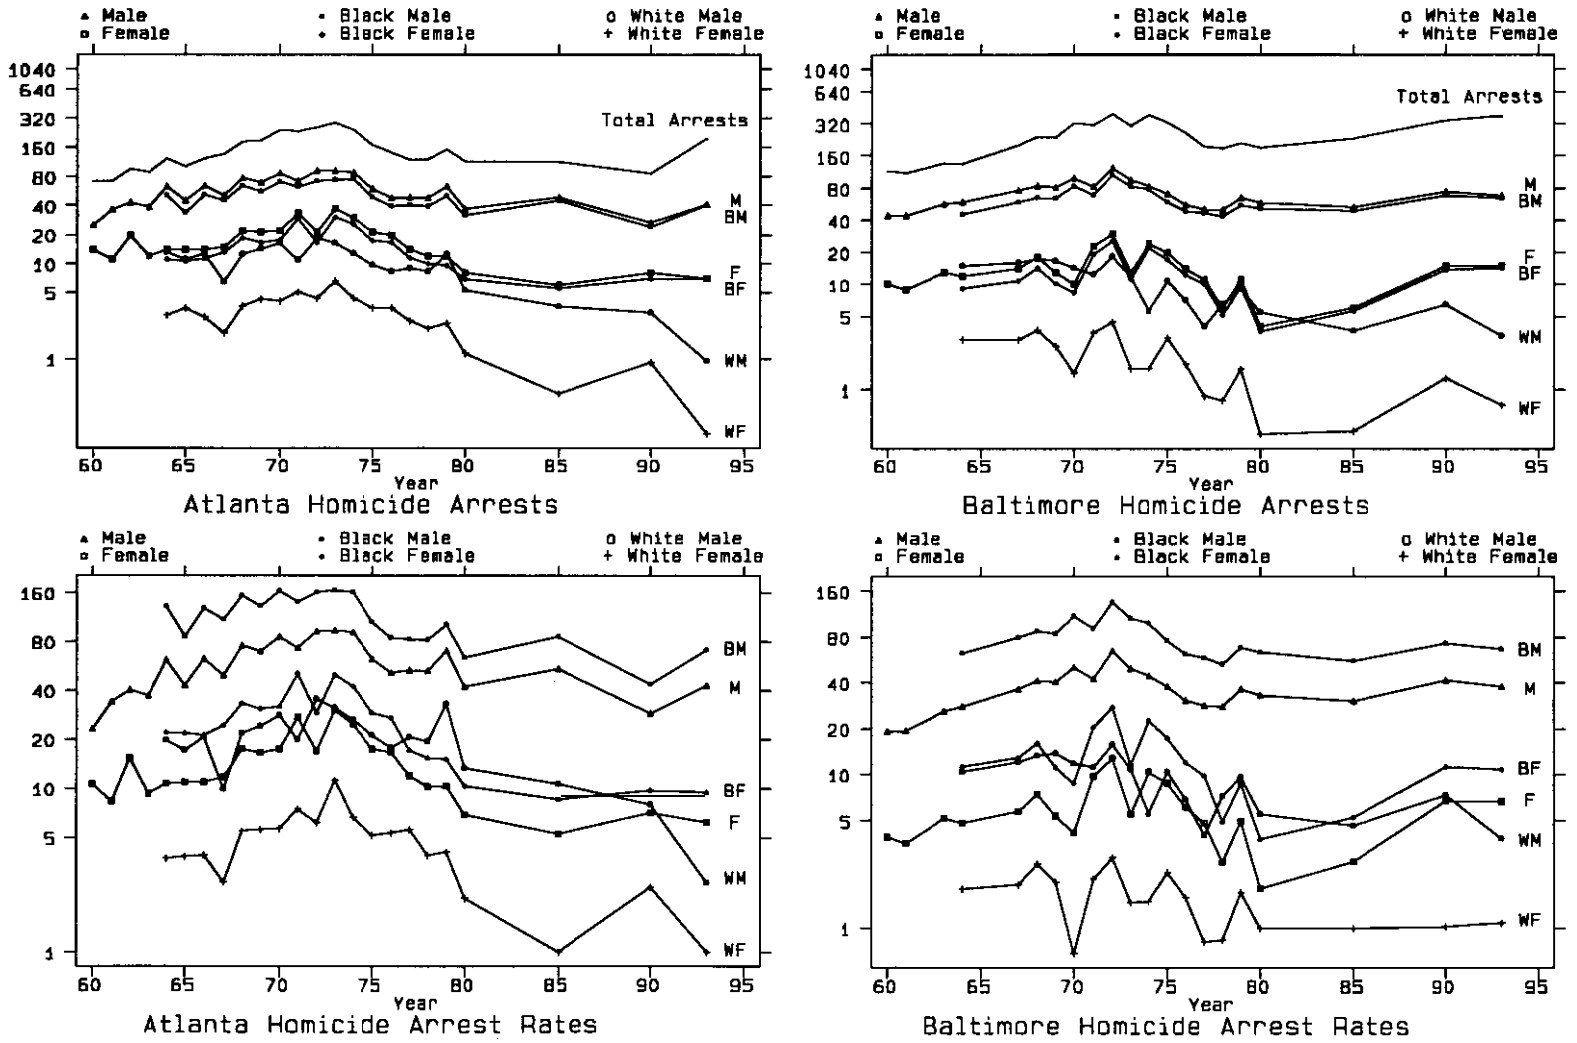 ▲ Male ▪ Black Male o White Male
▫ Female • Black Female + White Female
1040
640
320
160
80
40
20
10
5
1
Total Arrests
M
BM
F
BF
WM
WF
60 65 70 75 80 85 90 95
Year
Atlanta Homicide Arrests
▲ Male ▪ Black Male o White Male
▫ Female • Black Female + White Female
1040
640
320
160
80
40
20
10
5
1
Total Arrests
M
BM
F
BF
WM
WF
60 65 70 75 80 85 90 95
Year
Baltimore Homicide Arrests
▲ Male ▪ Black Male o White Male
▫ Female • Black Female + White Female
160
80
40
20
10
5
1
BM
M
BF
F
WM
WF
60 65 70 75 80 85 90 95
Year
Atlanta Homicide Arrest Rates
▲ Male ▪ Black Male o White Male
▫ Female • Black Female + White Female
160
80
40
20
10
5
1
BM
M
BF
F
WM
WF
60 65 70 75 80 85 90 95
Year
Baltimore Homicide Arrest Rates